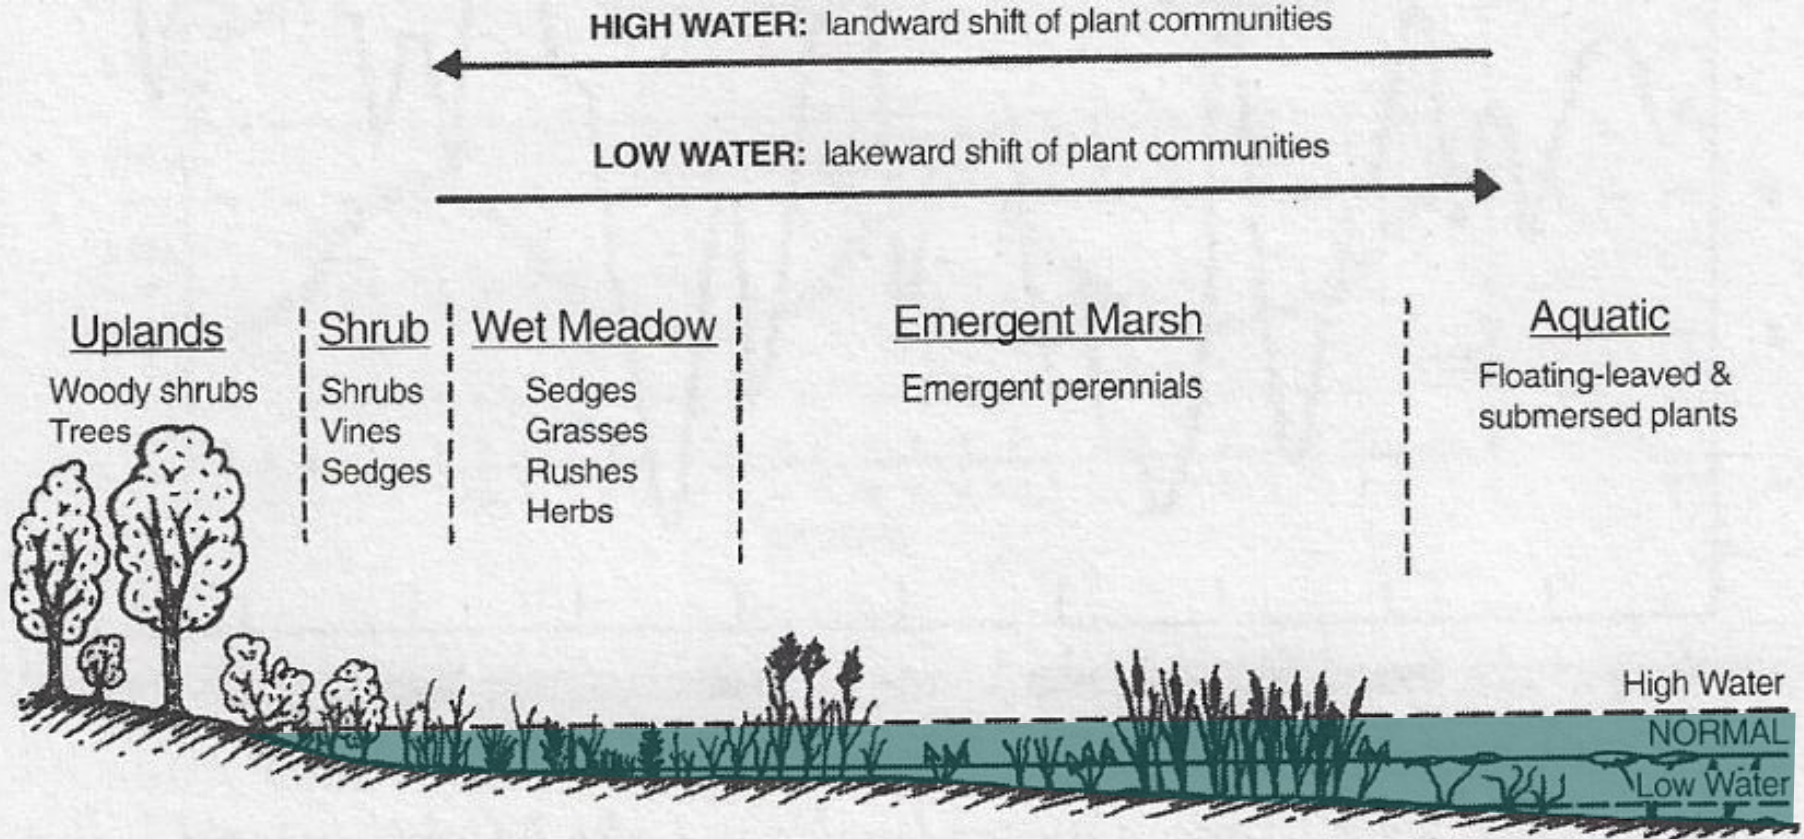 HIGH WATER: landward shift of plant communities
LOW WATER: lakeward shift of plant communities
Uplands
Woody shrubs
Trees
Shrub
Shrubs
Vines
Sedges
Wet Meadow
Sedges
Grasses
Rushes
Herbs
Emergent Marsh
Emergent perennials
Aquatic
Floating-leaved &
submersed plants
High Water
NORMAL
Low Water